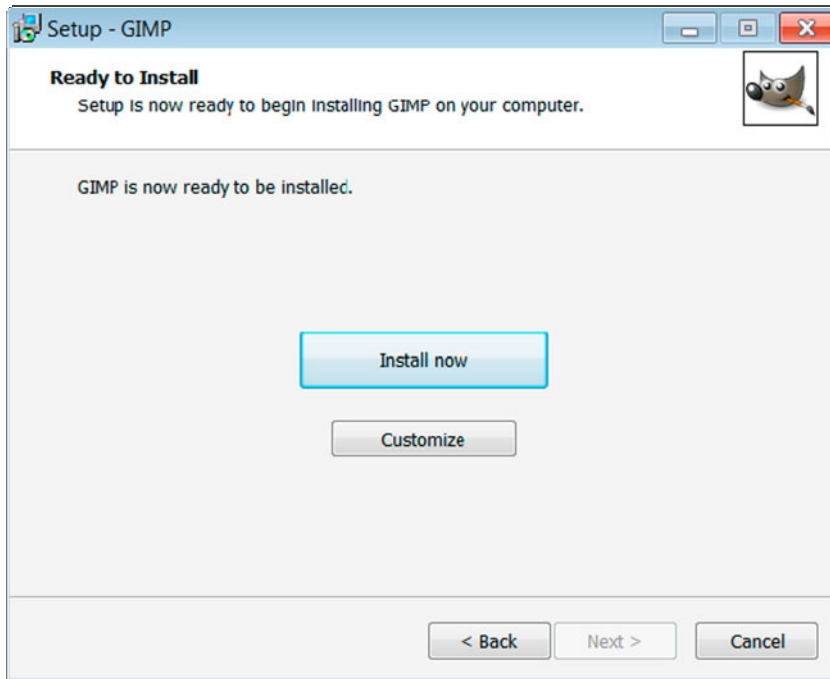 Setup - GIMP
Ready to Install
Setup is now ready to begin installing GIMP on your computer.
GIMP is now ready to be installed.
Install now
Customize
< Back Next > Cancel